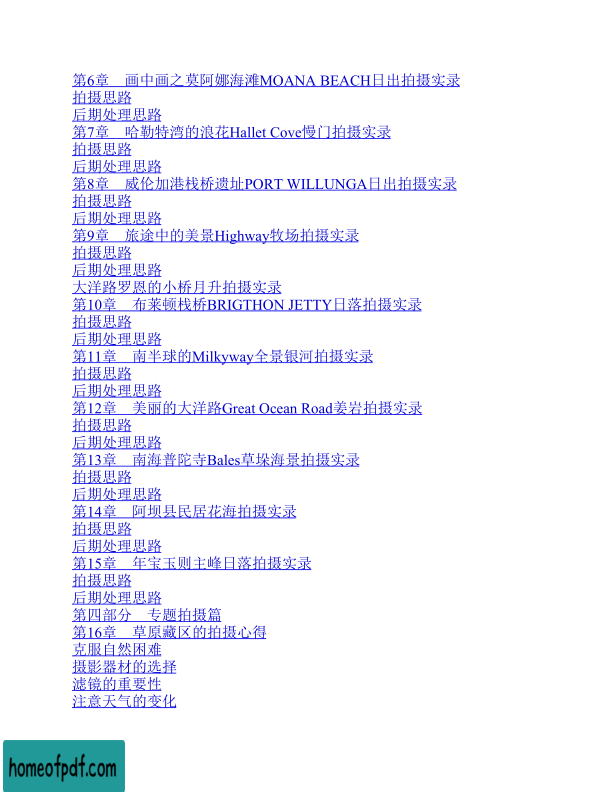 第6章　画中画之莫阿娜海滩MOANA BEACH日出拍摄实录
拍摄思路
后期处理思路
第7章　哈勒特湾的浪花Hallet Cove慢门拍摄实录
拍摄思路
后期处理思路
第8章　威伦加港栈桥遗址PORT WILLUNGA日出拍摄实录
拍摄思路
后期处理思路
第9章　旅途中的美景Highway牧场拍摄实录
拍摄思路
后期处理思路
大洋路罗恩的小桥月升拍摄实录
第10章　布莱顿栈桥BRIGTHON JETTY日落拍摄实录
拍摄思路
后期处理思路
第11章　南半球的Milkyway全景银河拍摄实录
拍摄思路
后期处理思路
第12章　美丽的大洋路Great Ocean Road姜岩拍摄实录
拍摄思路
后期处理思路
第13章　南海普陀寺Bales草垛海景拍摄实录
拍摄思路
后期处理思路
第14章　阿坝县民居花海拍摄实录
拍摄思路
后期处理思路
第15章　年宝玉则主峰日落拍摄实录
拍摄思路
后期处理思路
第四部分　专题拍摄篇
第16章　草原藏区的拍摄心得
克服自然困难
摄影器材的选择
滤镜的重要性
注意天气的变化
homeofpdf.com